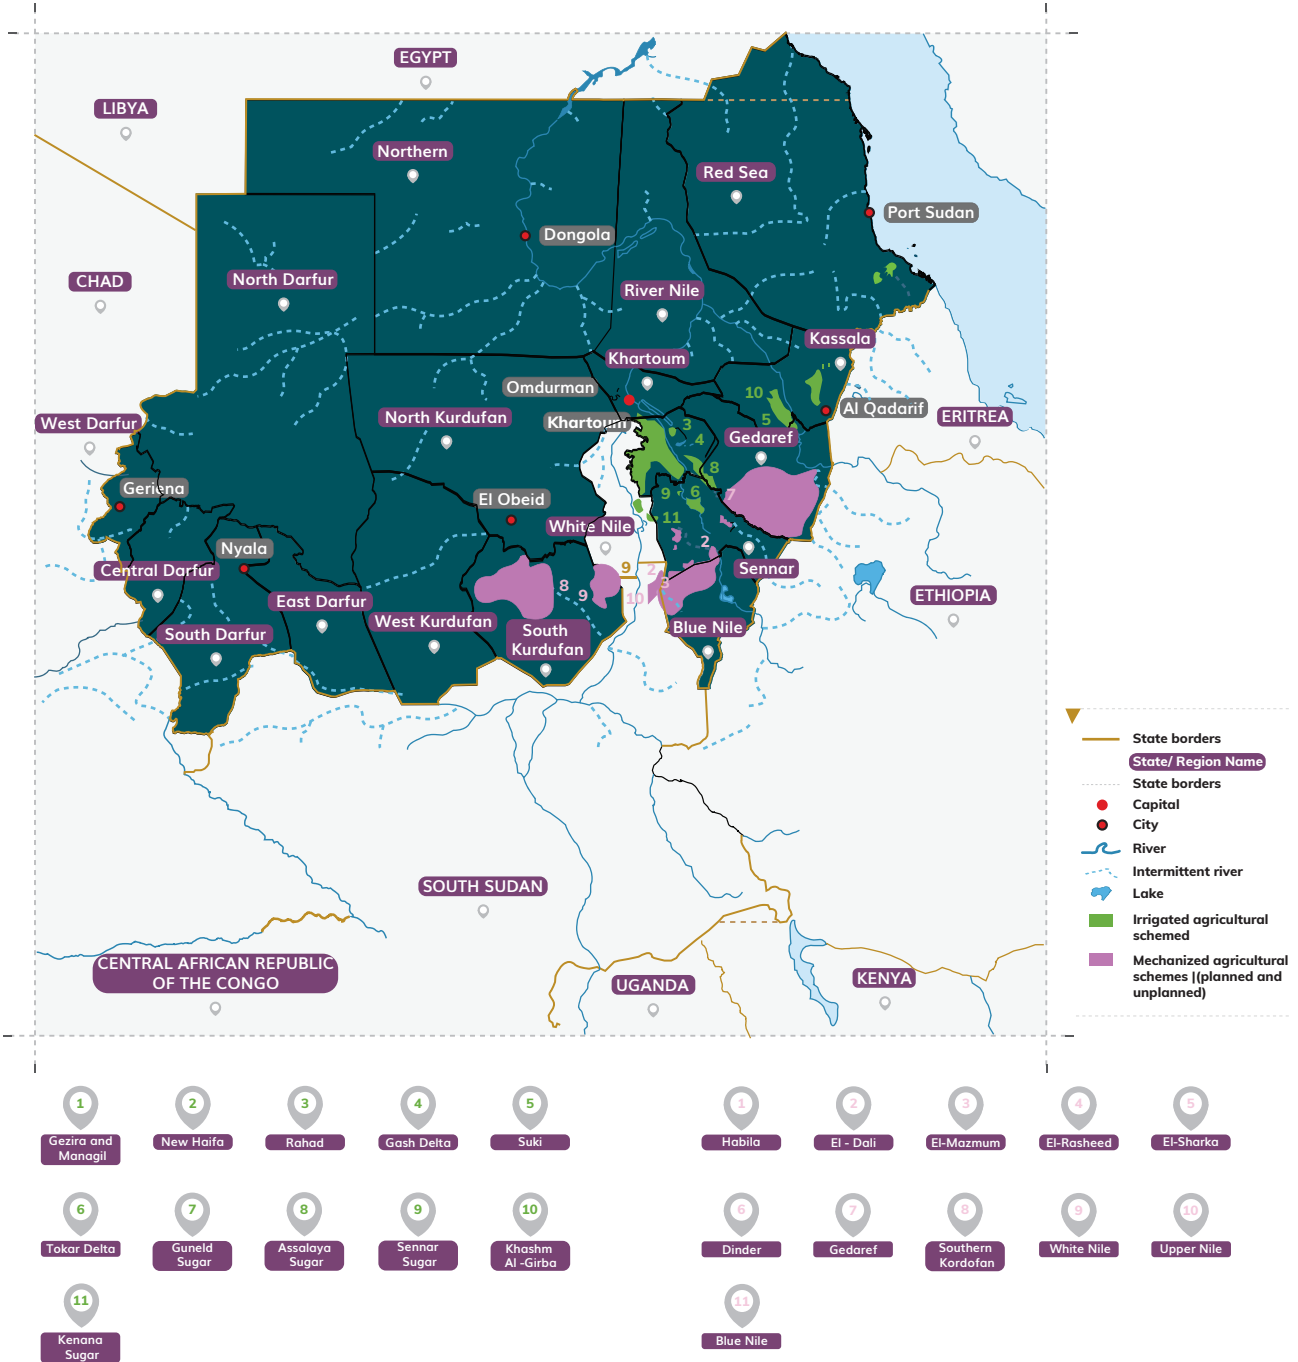 EGYPT
LIBYA
Northern
Red Sea
Port Sudan
Dongola
CHAD
North Darfur
River Nile
Kassala
Khartoum
Omdurman
10
Al Qadarif
West Darfur
North Kurdufan
Khartoum
5
3
ERITREA
Gedaref
4
8
Geriena
El Obeid
9
6
7
11
White Nile
Nyala
2
Central Darfur
Sennar
9
2
8
9
3
10
ETHIOPIA
East Darfur
West Kurdufan
South Darfur
South
Kurdufan
Blue Nile
State borders
State/ Region Name
State borders
Capital
City
River
Intermittent river
Lake
Irrigated agricultural
schemed
Mechanized agricultural
schemes |(planned and
unplanned)
SOUTH SUDAN
CENTRAL AFRICAN REPUBLIC
OF THE CONGO
UGANDA
KENYA
1
Gezira and
Managil
2
New Haifa
3
Rahad
4
Gash Delta
5
Suki
1
Habila
2
El - Dali
3
El-Mazmum
4
El-Rasheed
5
El-Sharka
6
Tokar Delta
7
Guneld
Sugar
8
Assalaya
Sugar
9
Sennar
Sugar
10
Khashm
Al -Girba
6
Dinder
7
Gedaref
8
Southern
Kordofan
9
White Nile
10
Upper Nile
11
Kenana
Sugar
11
Blue Nile